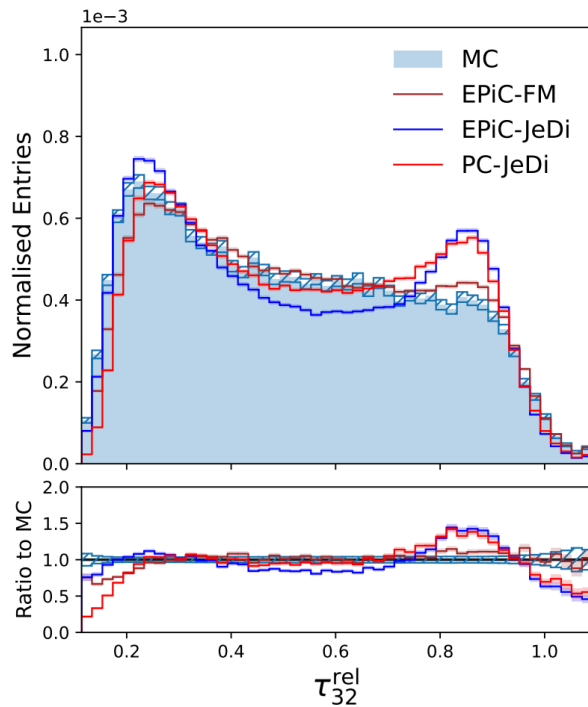 1e−3
1.0
0.8
0.6
0.4
0.2
0.0
Normalised Entries
MC
EPiC-FM
EPiC-JeDi
PC-JeDi
2.0
1.5
1.0
0.5
0.0
Ratio to MC
0.2 0.4 0.6 0.8 1.0
τ₃₂ʳᵉˡ